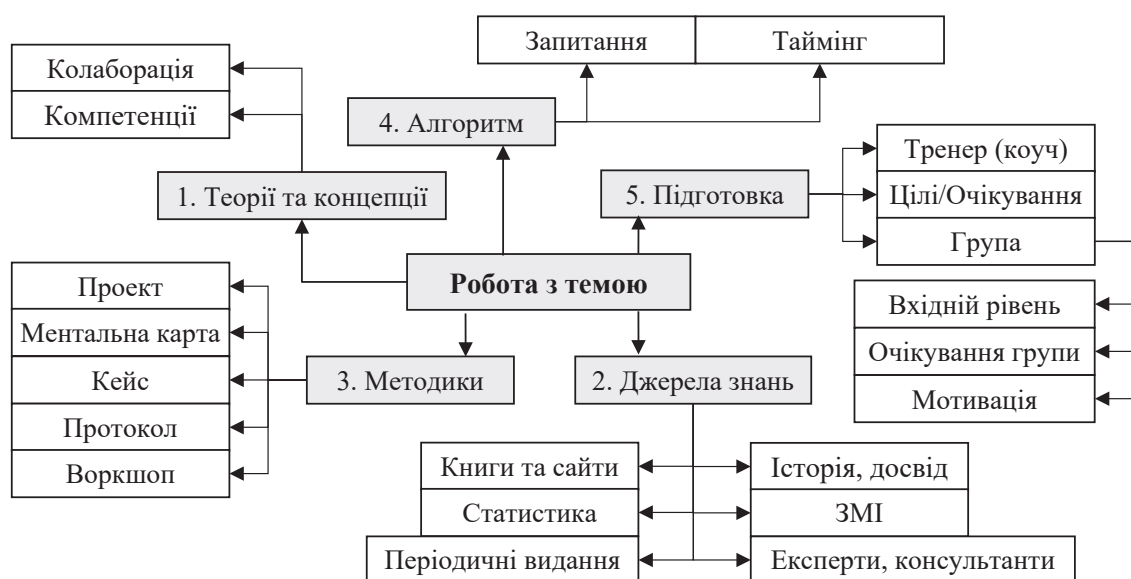 Запитання
Таймінг
Колаборація
Компетенції
4. Алгоритм
Тренер (коуч)
1. Теорії та концепції
5. Підготовка
Цілі/Очікування
Група
Робота з темою
Проект
Ментальна карта
Кейс
Протокол
Воркшоп
3. Методики
2. Джерела знань
Вхідній рівень
Очікування групи
Мотивація
Книги та сайти
Історія, досвід
Статистика
ЗМІ
Періодичні видання
Експерти, консультанти